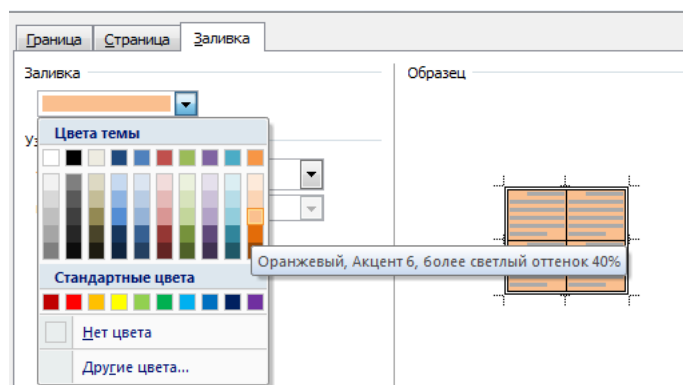 Граница Страница Заливка
Заливка
Образец
Цвета темы
Оранжевый, Акцент 6, более светлый оттенок 40%
Стандартные цвета
Нет цвета
Другие цвета...